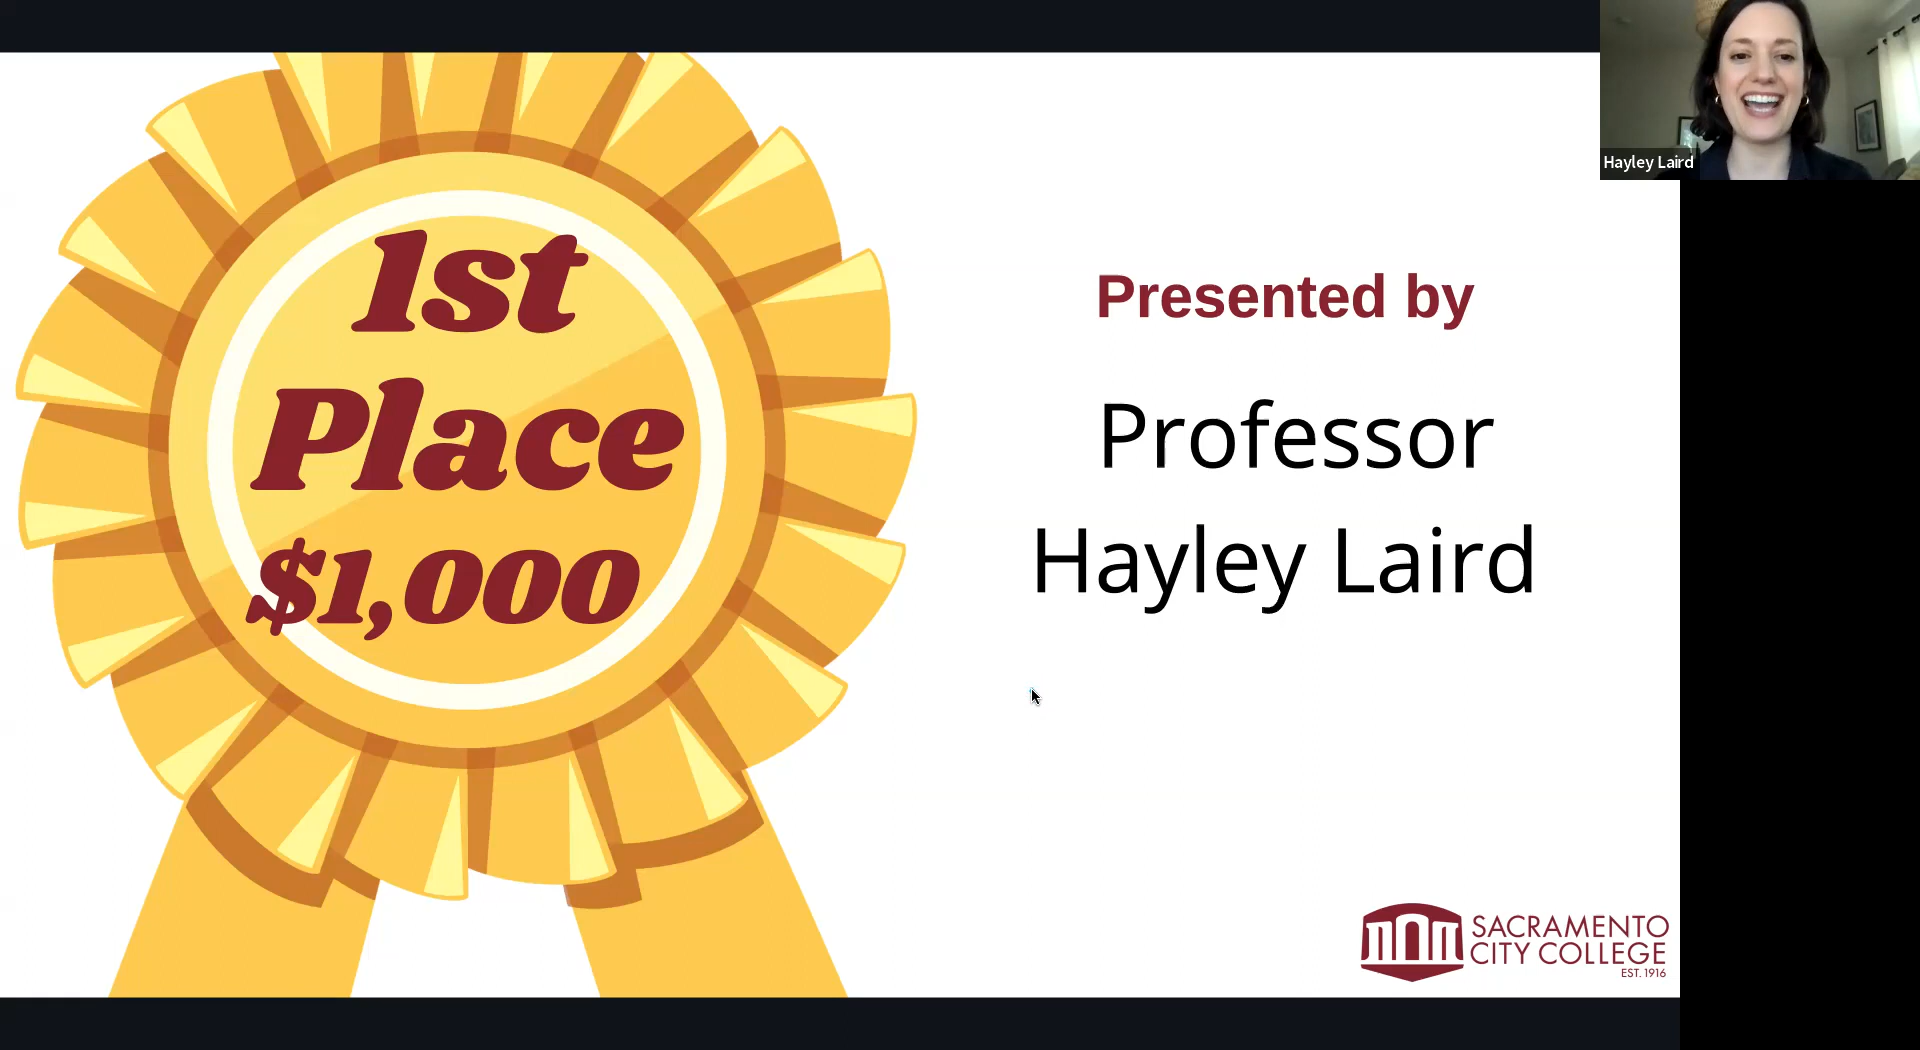 1st
Place
$1,000
Presented by
Professor
Hayley Laird
Hayley Laird
SACRAMENTO
CITY COLLEGE
EST. 1916